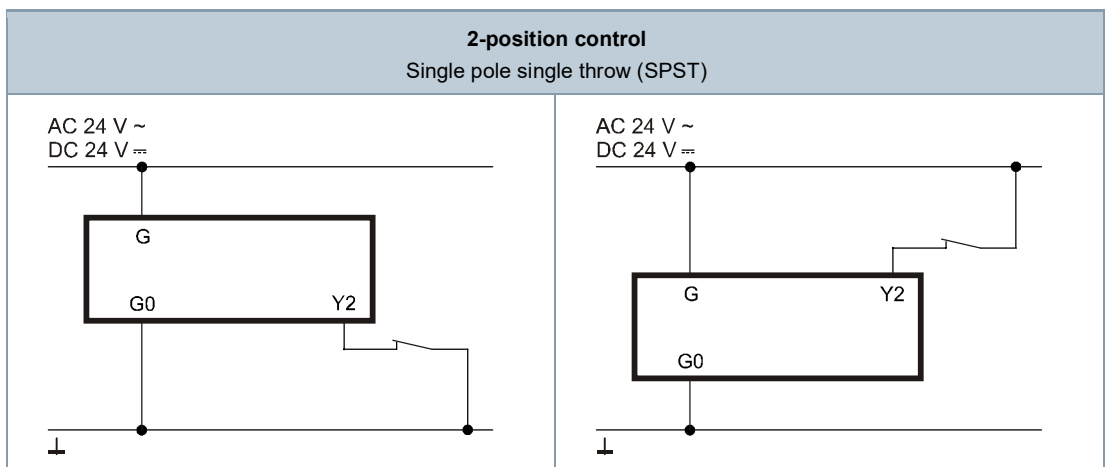 2-position control
Single pole single throw (SPST)
AC 24 V ~
DC 24 V ⎓
G
G0 Y2
AC 24 V ~
DC 24 V ⎓
G Y2
G0